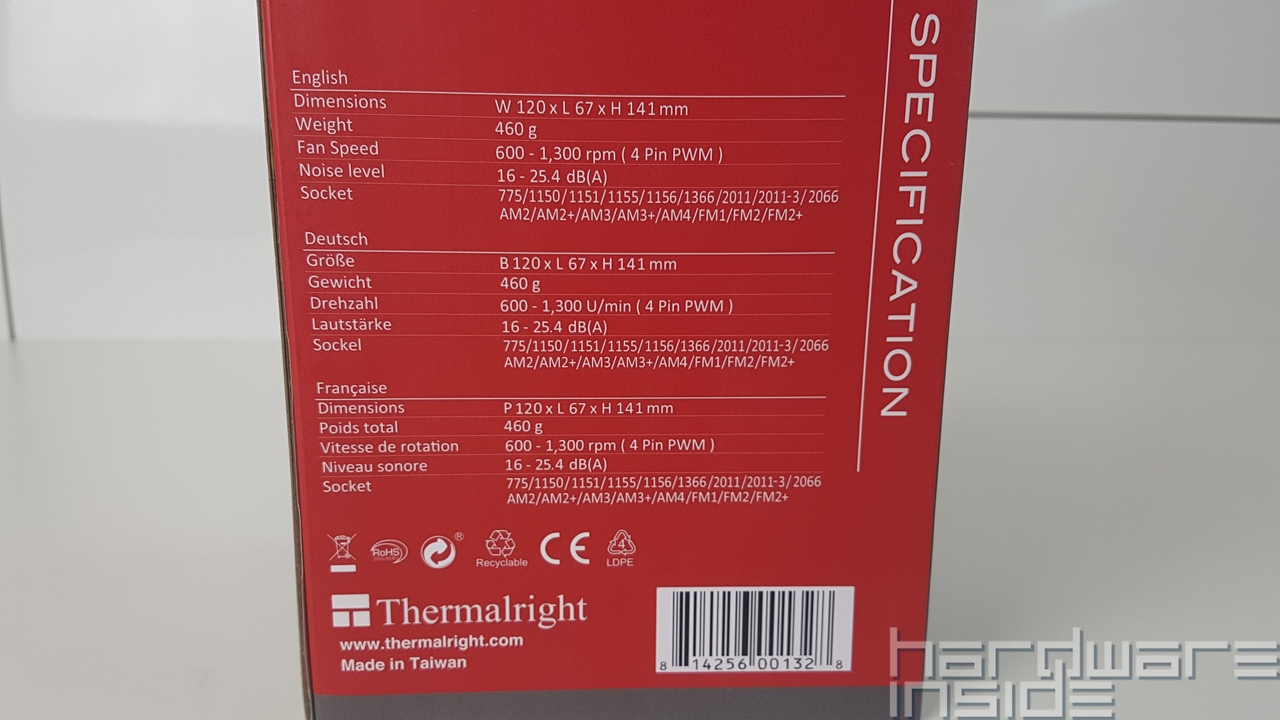 SPECIFICATION
English
Dimensions W 120 x L 67 x H 141 mm
Weight 460 g
Fan Speed 600 - 1,300 rpm ( 4 Pin PWM )
Noise level 16 - 25.4 dB(A)
Socket 775/1150/1151/1155/1156/1366/2011/2011-3/2066
AM2/AM2+/AM3/AM3+/AM4/FM1/FM2/FM2+
Deutsch
Größe B 120 x L 67 x H 141 mm
Gewicht 460 g
Drehzahl 600 - 1,300 U/min ( 4 Pin PWM )
Lautstärke 16 - 25.4 dB(A)
Sockel 775/1150/1151/1155/1156/1366/2011/2011-3/2066
AM2/AM2+/AM3/AM3+/AM4/FM1/FM2/FM2+
Française
Dimensions P 120 x L 67 x H 141 mm
Poids total 460 g
Vitesse de rotation 600 - 1,300 rpm ( 4 Pin PWM )
Niveau sonore 16 - 25.4 dB(A)
Socket 775/1150/1151/1155/1156/1366/2011/2011-3/2066
AM2/AM2+/AM3/AM3+/AM4/FM1/FM2/FM2+
RoHS ® Recyclable CE 4 LDPE
Thermalright
www.thermalright.com
Made in Taiwan
8 14256 00132 8
hardware
inside